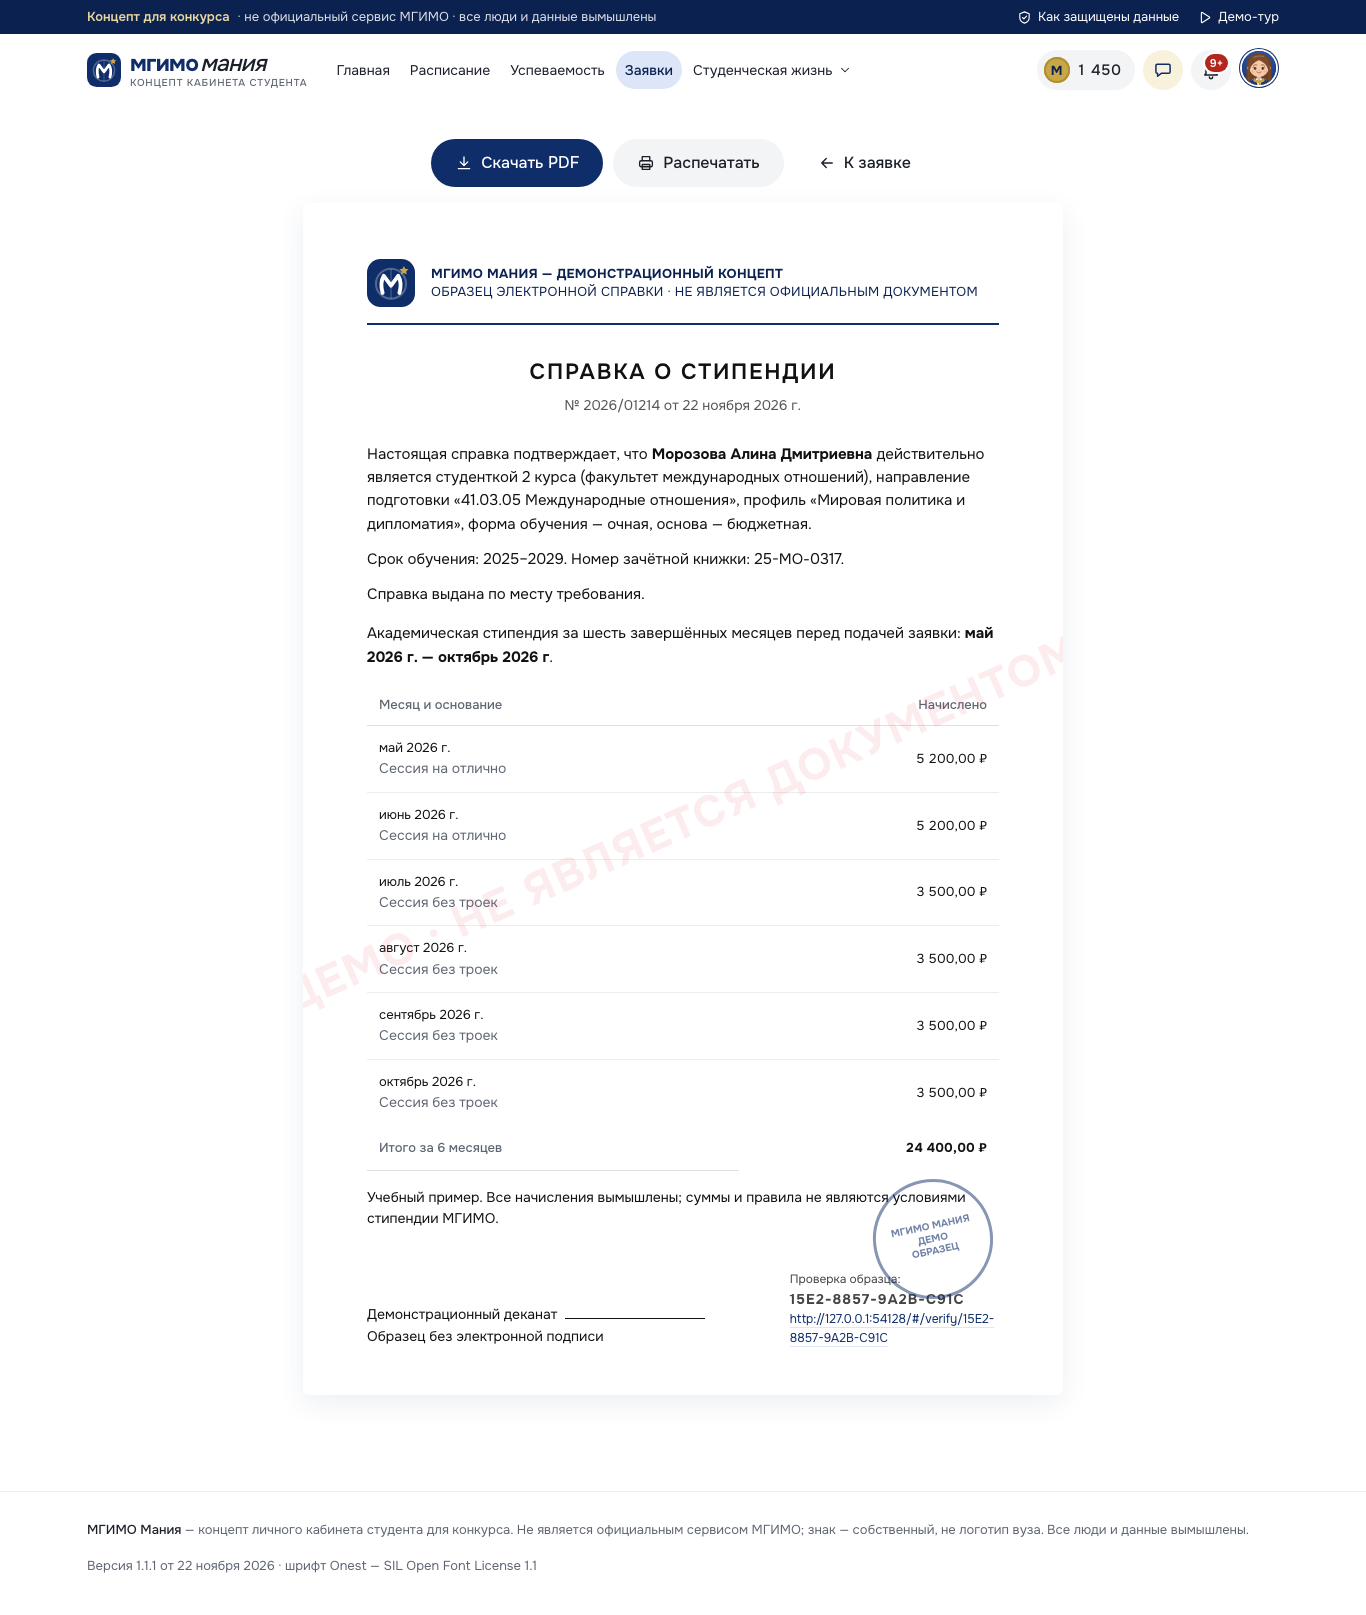 Концепт для конкурса · не официальный сервис МГИМО · все люди и данные вымышлены
Как защищены данные
Демо-тур
МГИМО МАНИЯ
КОНЦЕПТ КАБИНЕТА СТУДЕНТА
Главная
Расписание
Успеваемость
Заявки
Студенческая жизнь
М 1 450
9+
Скачать PDF
Распечатать
К заявке
МГИМО МАНИЯ — ДЕМОНСТРАЦИОННЫЙ КОНЦЕПТ
ОБРАЗЕЦ ЭЛЕКТРОННОЙ СПРАВКИ · НЕ ЯВЛЯЕТСЯ ОФИЦИАЛЬНЫМ ДОКУМЕНТОМ
СПРАВКА О СТИПЕНДИИ
№ 2026/01214 от 22 ноября 2026 г.
Настоящая справка подтверждает, что Морозова Алина Дмитриевна действительно
является студенткой 2 курса (факультет международных отношений), направление
подготовки «41.03.05 Международные отношения», профиль «Мировая политика и
дипломатия», форма обучения — очная, основа — бюджетная.
Срок обучения: 2025–2029. Номер зачётной книжки: 25-МО-0317.
Справка выдана по месту требования.
Академическая стипендия за шесть завершённых месяцев перед подачей заявки: май
2026 г. — октябрь 2026 г.
Месяц и основание
Начислено
май 2026 г.
Сессия на отлично
5 200,00 ₽
июнь 2026 г.
Сессия на отлично
5 200,00 ₽
июль 2026 г.
Сессия без троек
3 500,00 ₽
август 2026 г.
Сессия без троек
3 500,00 ₽
сентябрь 2026 г.
Сессия без троек
3 500,00 ₽
октябрь 2026 г.
Сессия без троек
3 500,00 ₽
Итого за 6 месяцев
24 400,00 ₽
ДЕМО · НЕ ЯВЛЯЕТСЯ ДОКУМЕНТОМ
Учебный пример. Все начисления вымышлены; суммы и правила не являются условиями
стипендии МГИМО.
МГИМО МАНИЯ
ДЕМО
ОБРАЗЕЦ
Демонстрационный деканат
Образец без электронной подписи
Проверка образца:
15E2-8857-9A2B-C91C
http://127.0.0.1:54128/#/verify/15E2-
8857-9A2B-C91C
МГИМО Мания — концепт личного кабинета студента для конкурса. Не является официальным сервисом МГИМО; знак — собственный, не логотип вуза. Все люди и данные вымышлены.
Версия 1.1.1 от 22 ноября 2026 · шрифт Onest — SIL Open Font License 1.1